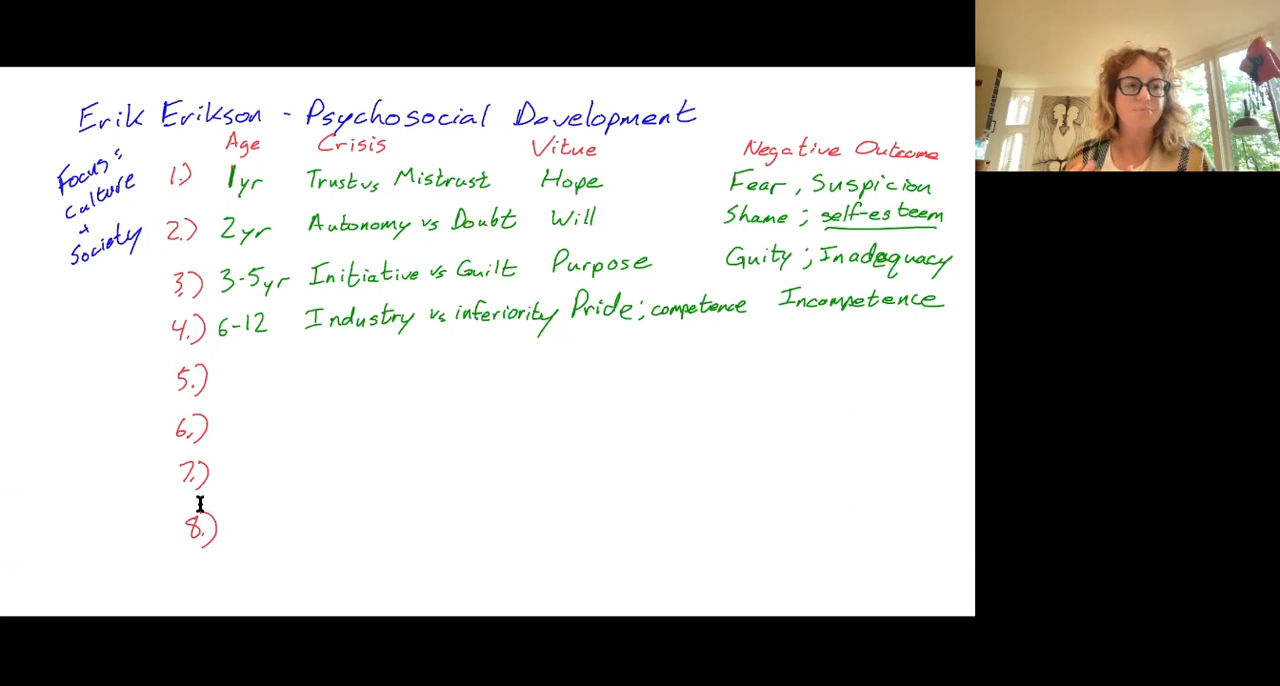 Erik Erikson - Psychosocial Development
Focus:
Culture
+
Society
Age Crisis Vitue Negative Outcome
1.) 1yr Trust vs Mistrust Hope Fear, Suspicion
2.) 2yr Autonomy vs Doubt Will Shame; self-esteem
3.) 3-5yr Initiative vs Guilt Purpose Guity; Inadequacy
4.) 6-12 Industry vs inferiority Pride; competence Incompetence
5.)
6.)
7.)
8.)